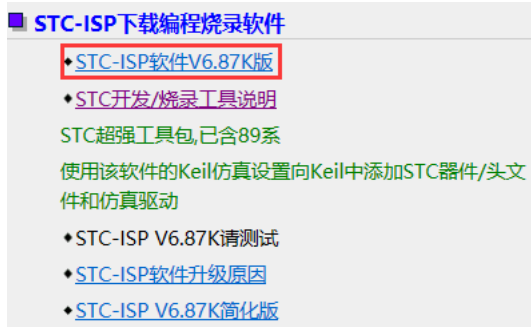 STC-ISP下载编程烧录软件
STC-ISP软件V6.87K版
STC开发/烧录工具说明
STC超强工具包,已含89系
使用该软件的Keil仿真设置向Keil中添加STC器件/头文
件和仿真驱动
STC-ISP V6.87K请测试
STC-ISP软件升级原因
STC-ISP V6.87K简化版